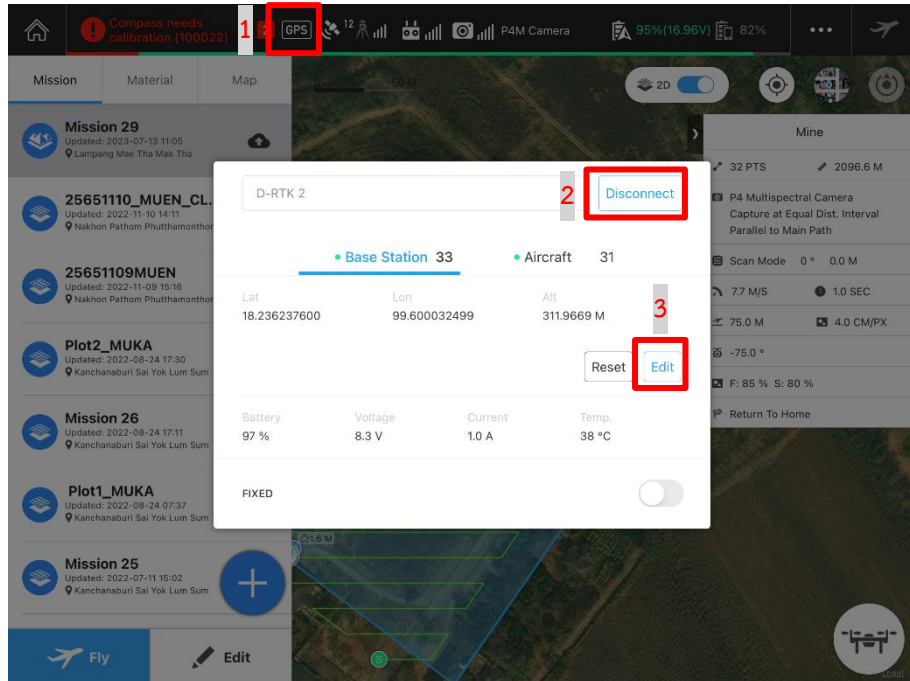 Compass needs
calibration (100022)
1
GPS
12
P4M Camera
95%(16.96V)
82%
Mission
Material
Map
50 M
2D
Mission 29
Updated: 2023-07-13 11:05
Lampang Mae Tha Mae Tha
25651110_MUEN_CL.
Updated: 2022-11-10 14:11
Nakhon Pathom Phutthamonthon
25651109MUEN
Updated: 2022-11-09 15:16
Nakhon Pathom Phutthamonthon
Plot2_MUKA
Updated: 2022-08-24 17:30
Kanchanaburi Sai Yok Lum Sum
Mission 26
Updated: 2022-08-24 17:11
Kanchanaburi Sai Yok Lum Sum
Plot1_MUKA
Updated: 2022-08-24 07:37
Kanchanaburi Sai Yok Lum Sum
Mission 25
Updated: 2022-07-11 15:02
Kanchanaburi Sai Yok Lum Sum
Fly
Edit
D-RTK 2
2
Disconnect
Base Station 33
Aircraft 31
Lat
Lon
Alt
18.236237600
99.600032499
311.9669 M
3
Reset
Edit
Battery
Voltage
Current
Temp.
97 %
8.3 V
1.0 A
38 °C
FIXED
1.6 M
S
Mine
32 PTS
2096.6 M
P4 Multispectral Camera
Capture at Equal Dist. Interval
Parallel to Main Path
Scan Mode 0 ° 0.0 M
7.7 M/S
1.0 SEC
75.0 M
4.0 CM/PX
-75.0 °
F: 85 % S: 80 %
Return To Home
Legal